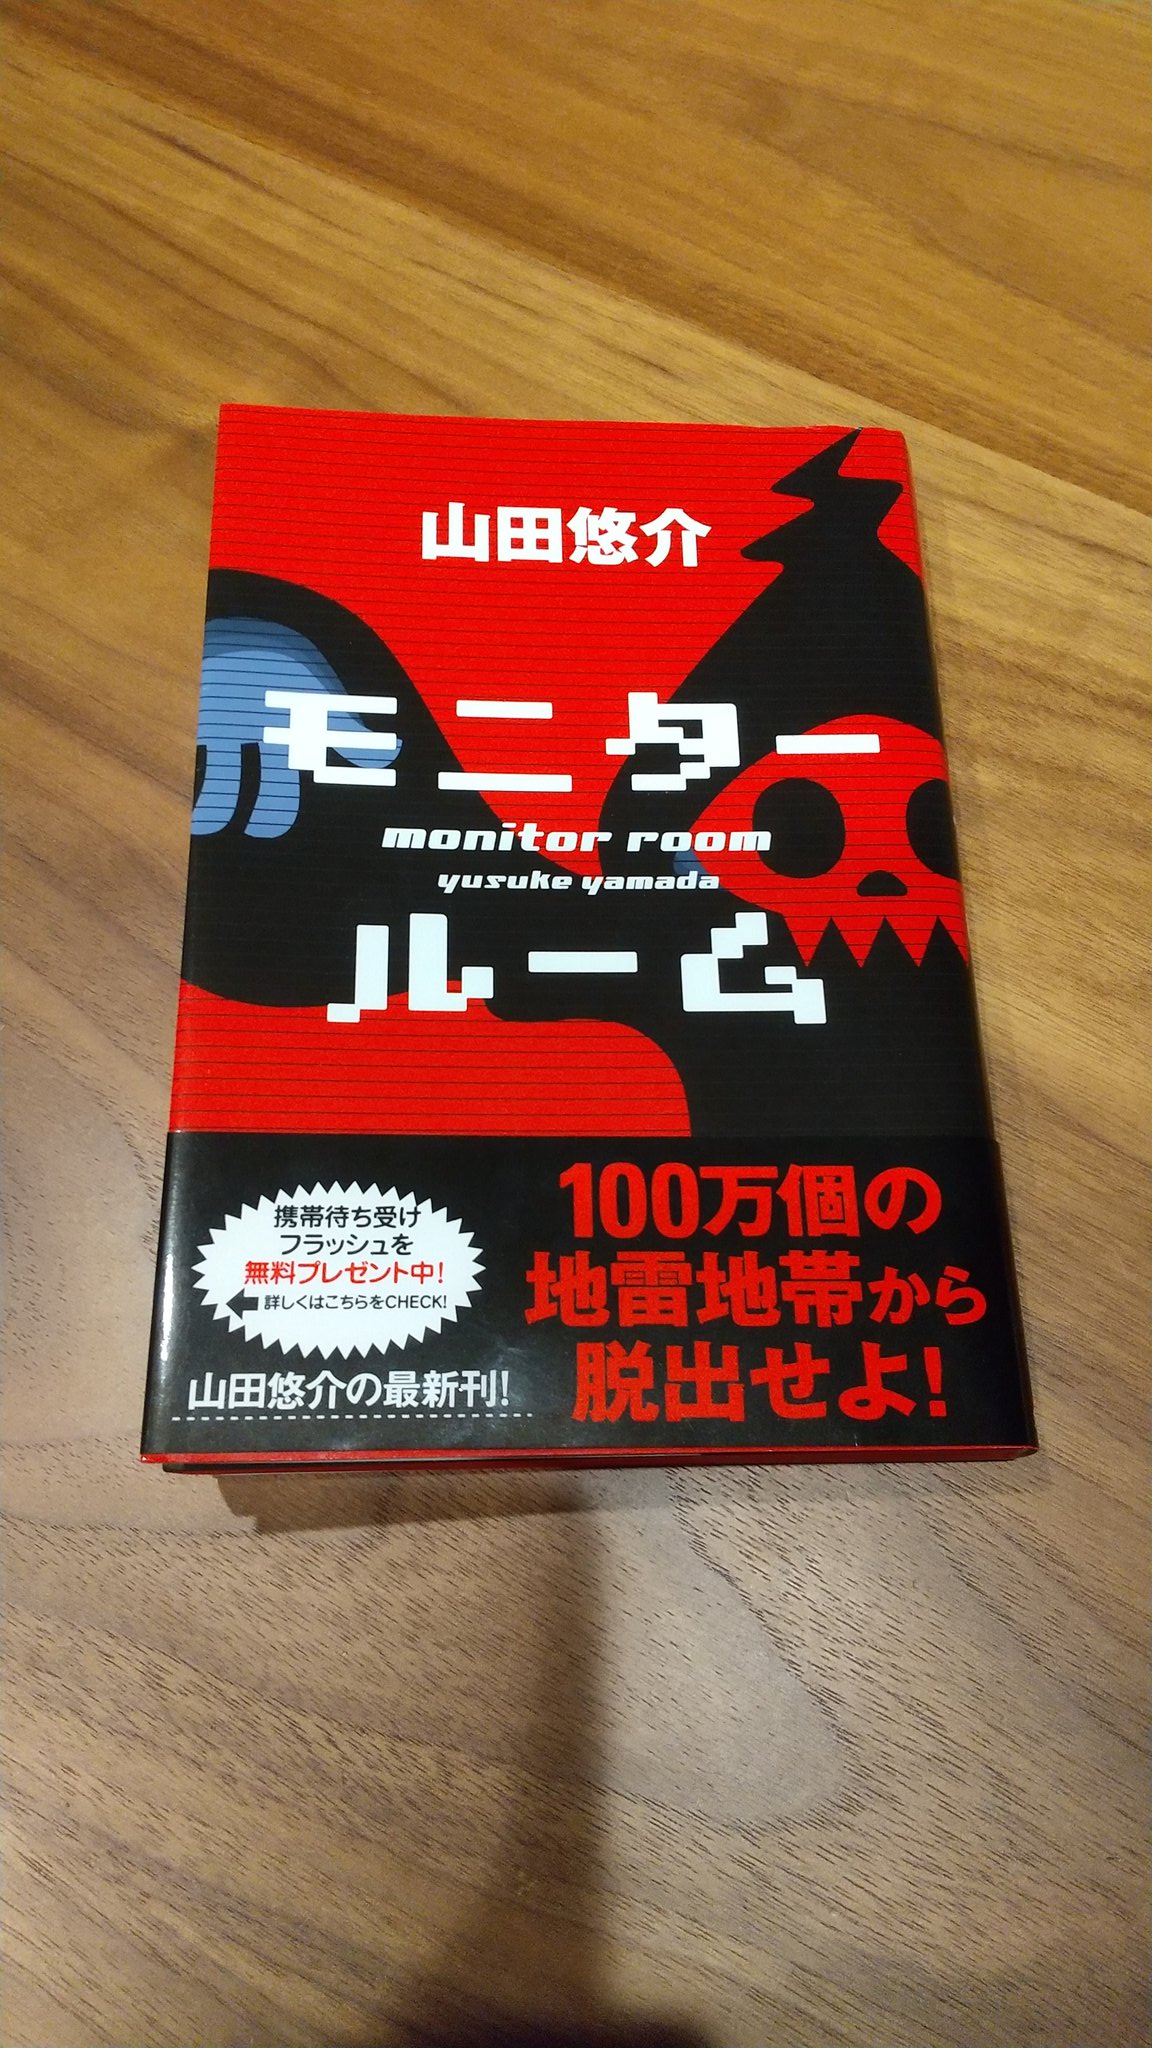 山田悠介
モニター
monitor room
yusuke yamada
ルーム
携帯待ち受け
フラッシュを
無料プレゼント中!
詳しくはこちらをCHECK!
山田悠介の最新刊!
100万個の
地雷地帯から
脱出せよ!